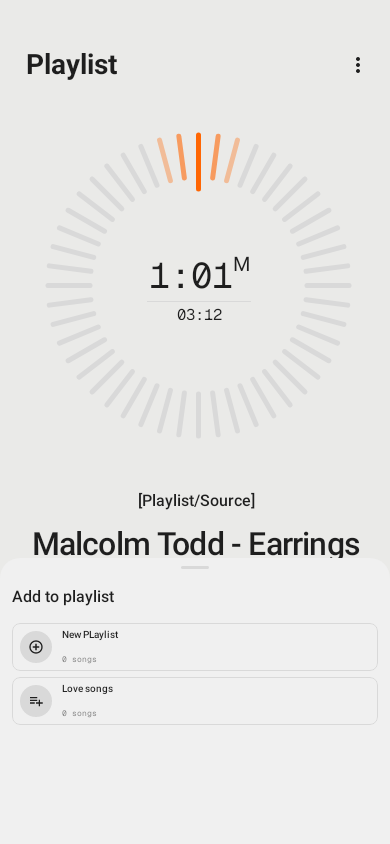 Playlist
1:01M
03:12
[Playlist/Source]
Malcolm Todd - Earrings
Add to playlist
New PLaylist
0 songs
Love songs
0 songs